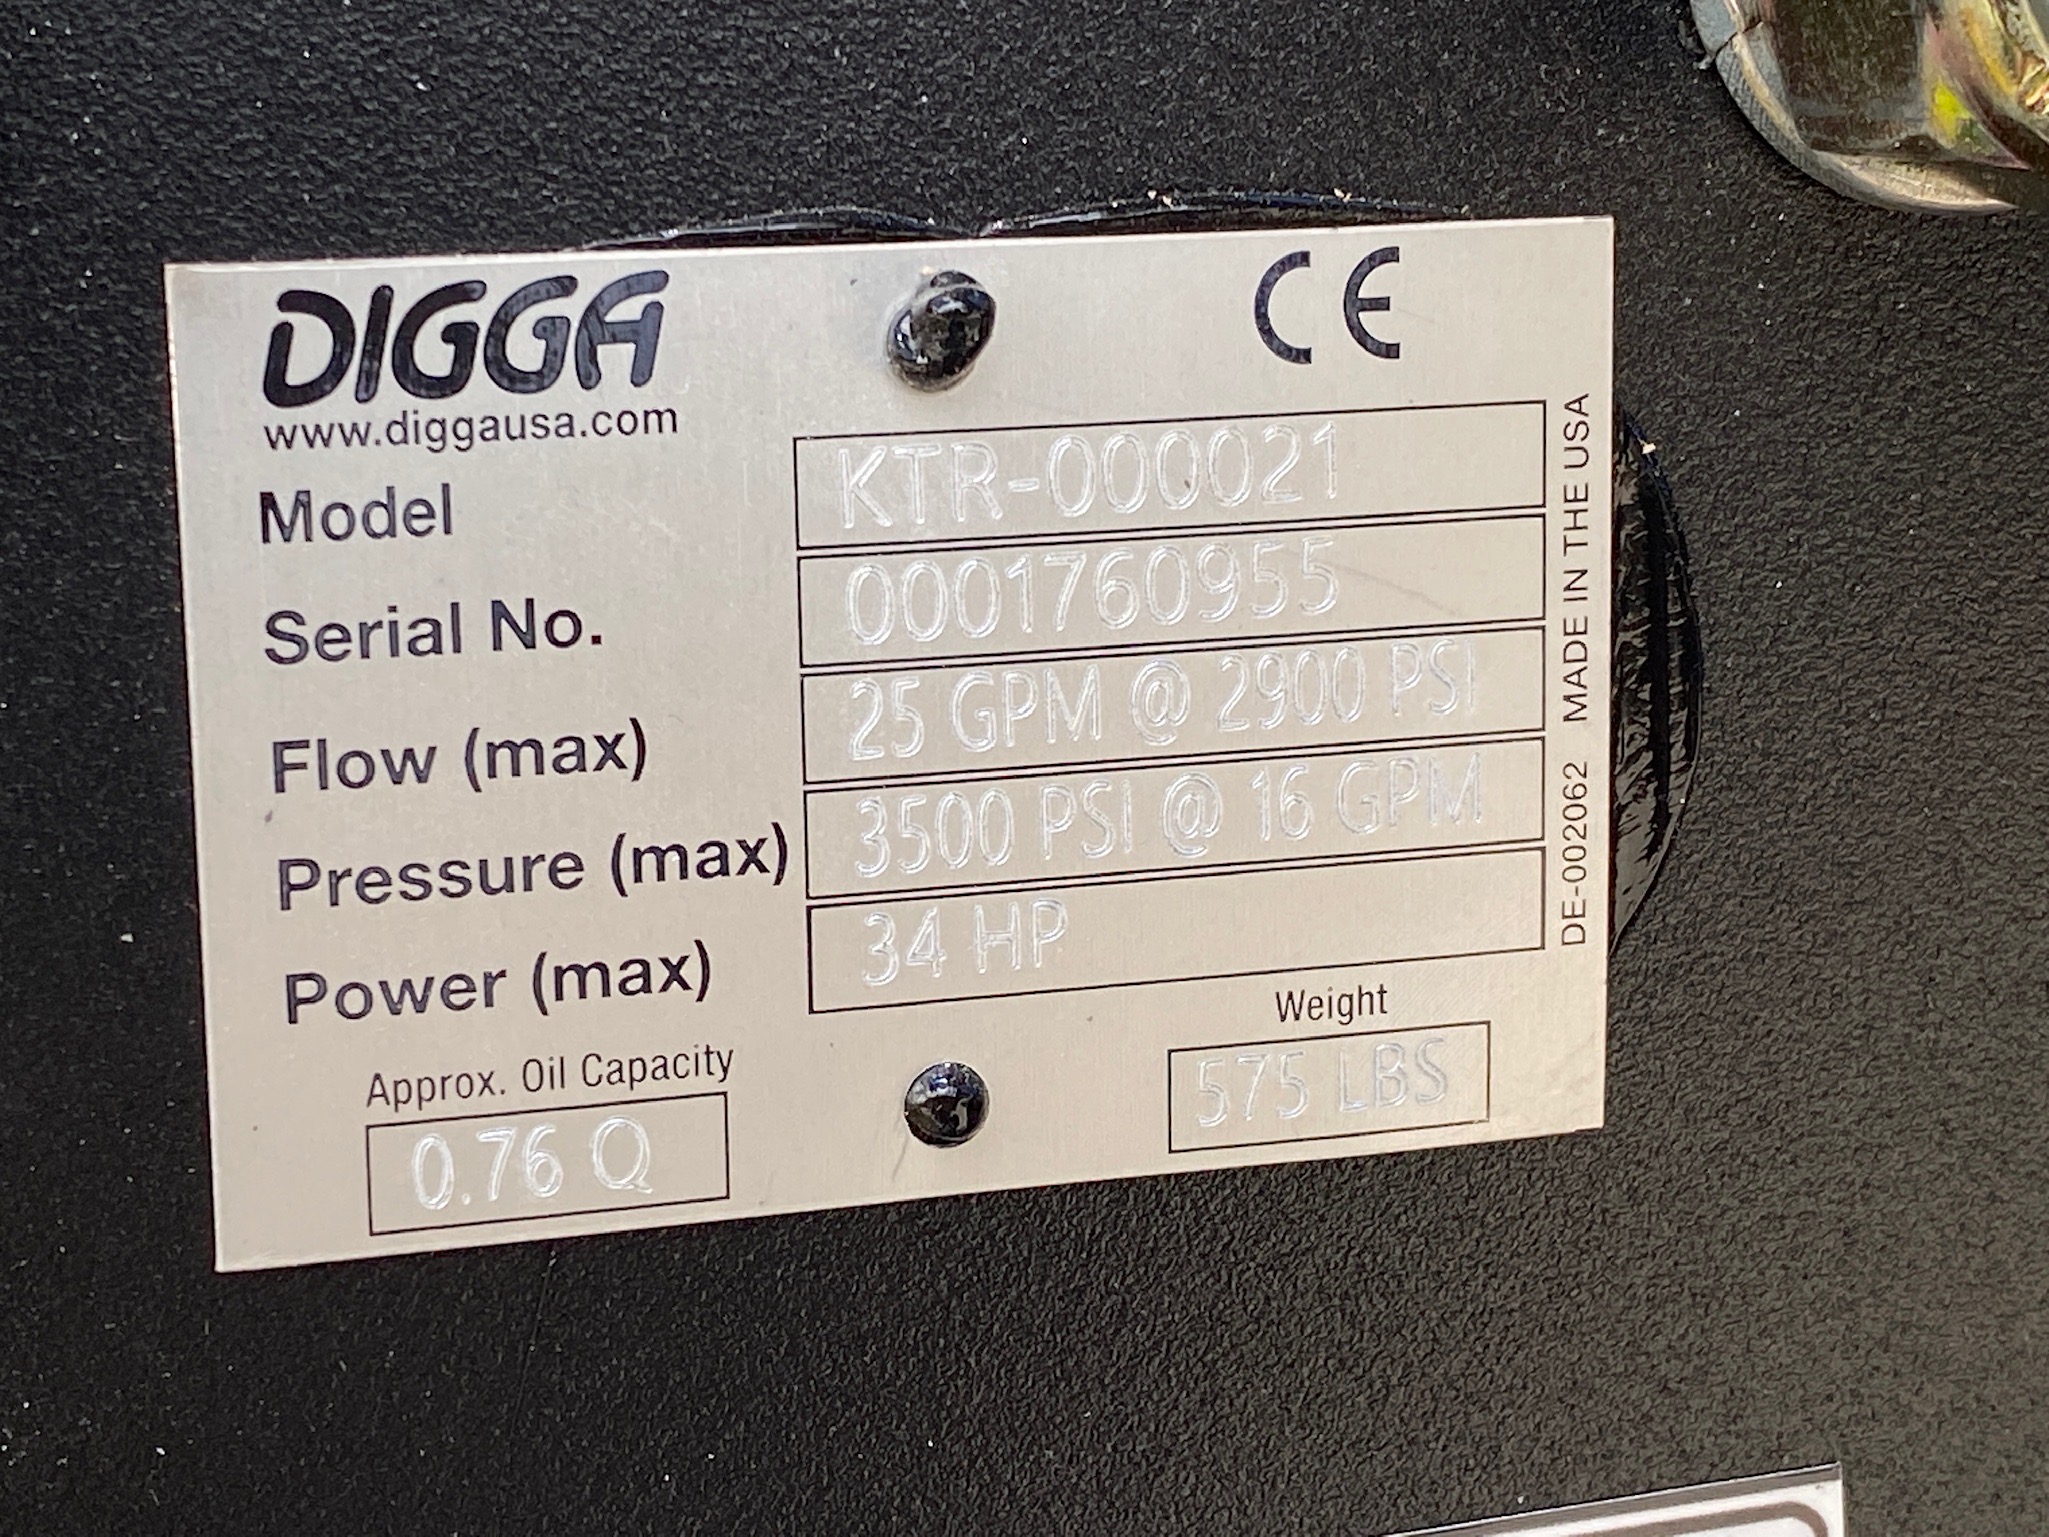 DIGGA
CE
www.diggausa.com
Model KTR-000021
Serial No. 0001760955
Flow (max) 25 GPM @ 2900 PSI
Pressure (max) 3500 PSI @ 16 GPM
Power (max) 34 HP
Approx. Oil Capacity
0.76 Q
Weight
575 LBS
DE-002062 MADE IN THE USA